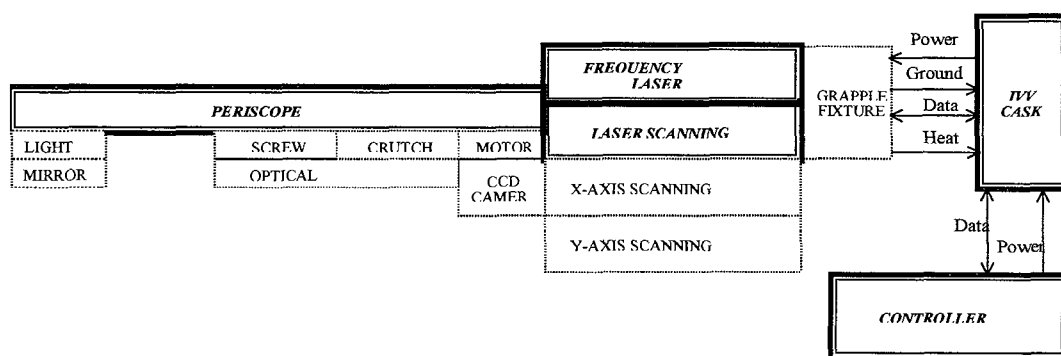 PERISCOPE
LIGHT
MIRROR
SCREW
CRUTCH
MOTOR
OPTICAL
CCD
CAMER
FREQUENCY
LASER
LASER SCANNING
X-AXIS SCANNING
Y-AXIS SCANNING
GRAPPLE
FIXTURE
Power
Ground
Data
Heat
IVV
CASK
Data
Power
CONTROLLER